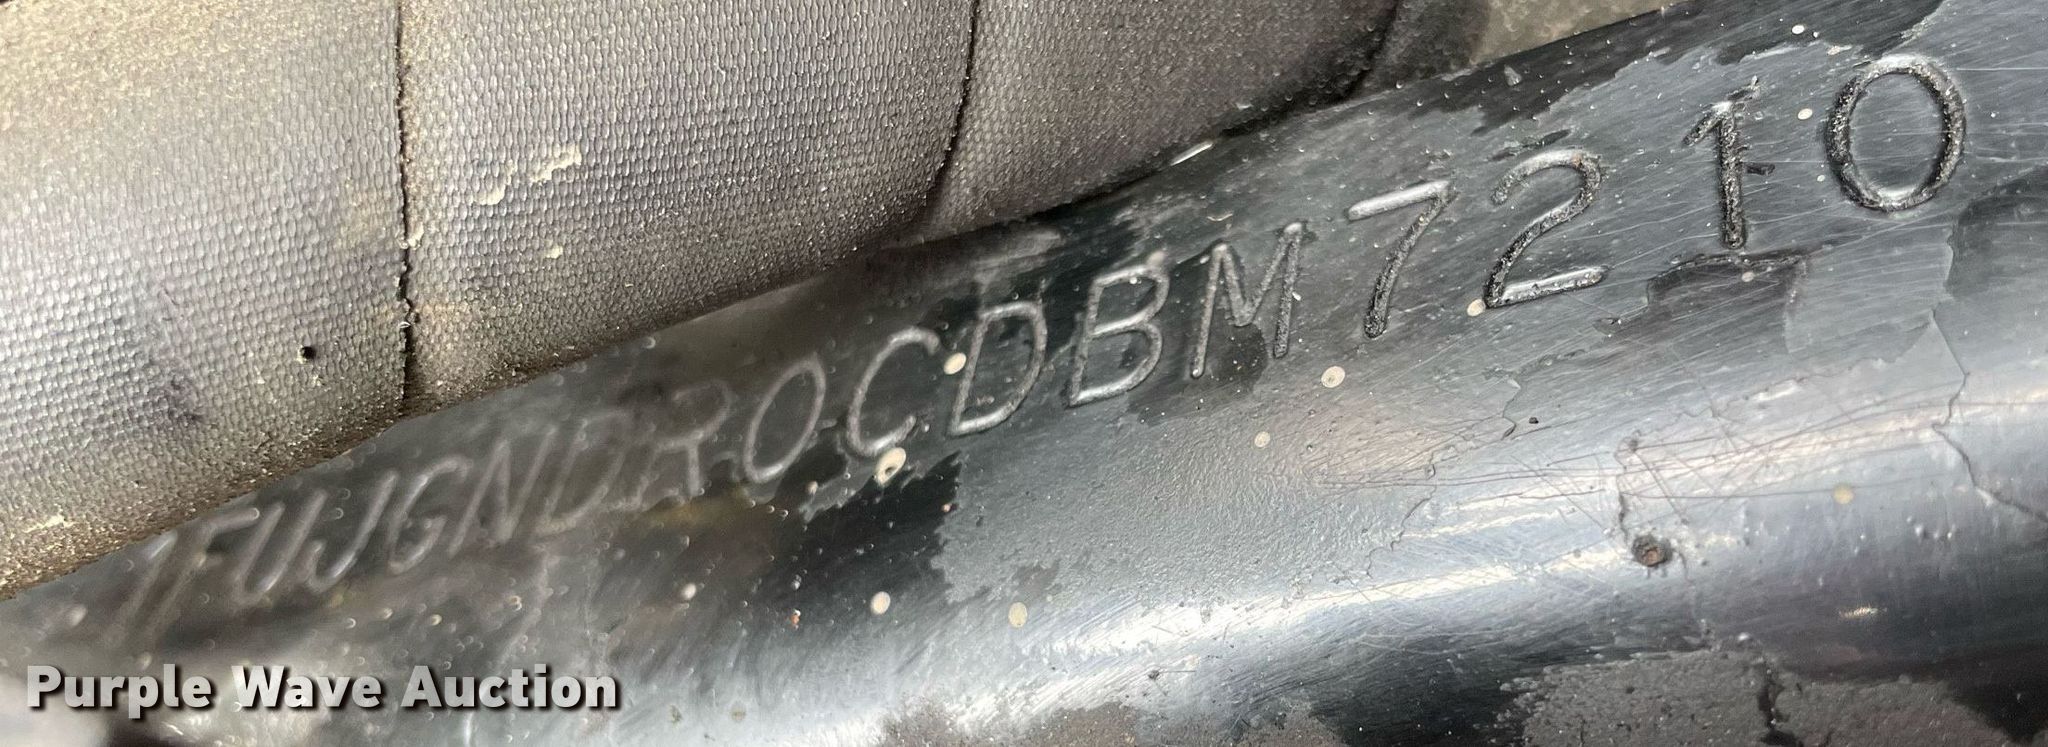 1FUJGNDR0CDBM7210
Purple Wave Auction